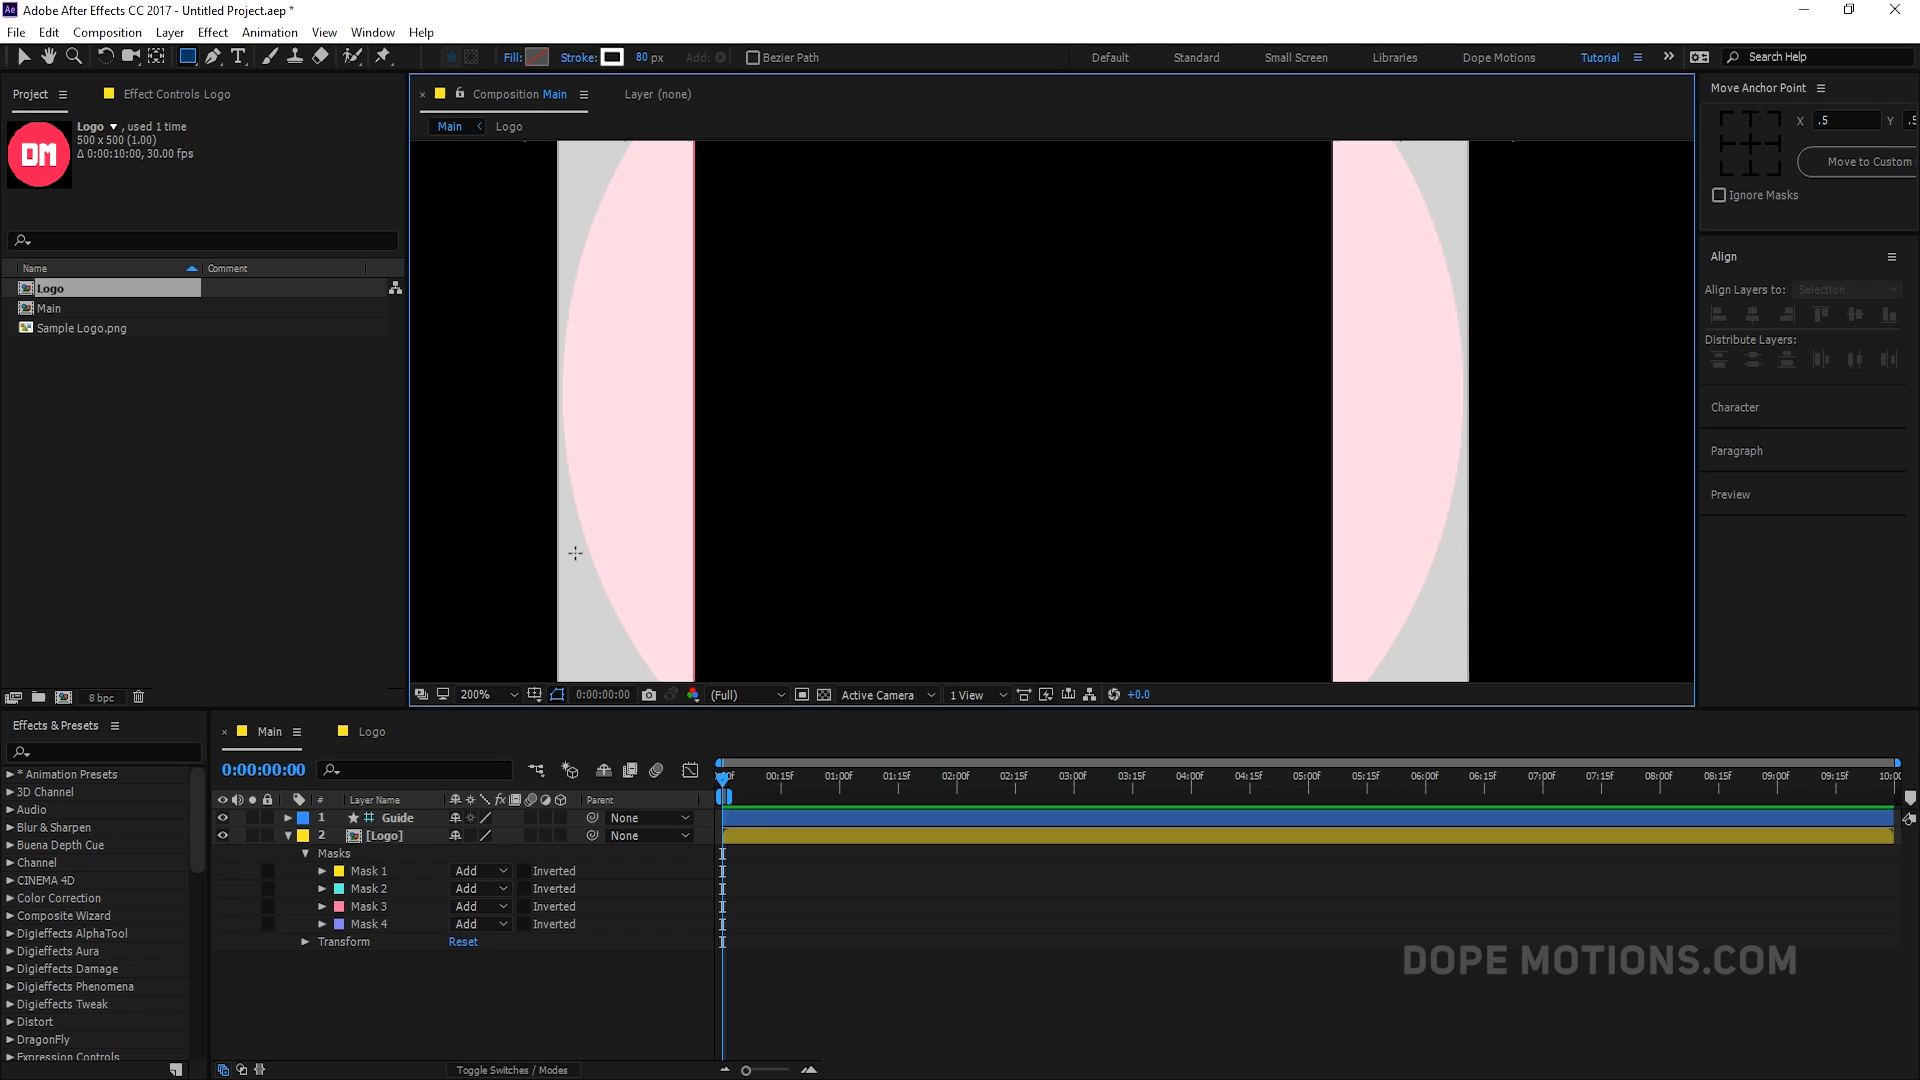 Adobe After Effects CC 2017 - Untitled Project.aep *
File Edit Composition Layer Effect Animation View Window Help
Fill: Stroke: 80 px Add: Bezier Path
Default Standard Small Screen Libraries Dope Motions Tutorial Search Help
Project Effect Controls Logo
DM
Logo , used 1 time
500 x 500 (1.00)
Δ 0:00:10:00, 30.00 fps
Name Comment
Logo
Main
Sample Logo.png
8 bpc
Composition Main Layer (none)
Main Logo
200% 0:00:00:00 (Full) Active Camera 1 View +0.0
Move Anchor Point
X .5 Y .5
Move to Custom
Ignore Masks
Align
Align Layers to: Selection
Distribute Layers:
Character
Paragraph
Preview
Effects & Presets
* Animation Presets
3D Channel
Audio
Blur & Sharpen
Buena Depth Cue
Channel
CINEMA 4D
Color Correction
Composite Wizard
Digieffects AlphaTool
Digieffects Aura
Digieffects Damage
Digieffects Phenomena
Digieffects Tweak
Distort
DragonFly
Expression Controls
Main Logo
0:00:00:00
00:15f 01:00f 01:15f 02:00f 02:15f 03:00f 03:15f 04:00f 04:15f 05:00f 05:15f 06:00f 06:15f 07:00f 07:15f 08:00f 08:15f 09:00f 09:15f 10:00
# Layer Name fx Parent
1 Guide None
2 [Logo] None
Masks
Mask 1 Add Inverted
Mask 2 Add Inverted
Mask 3 Add Inverted
Mask 4 Add Inverted
Transform Reset
Toggle Switches / Modes
DOPE MOTIONS.COM